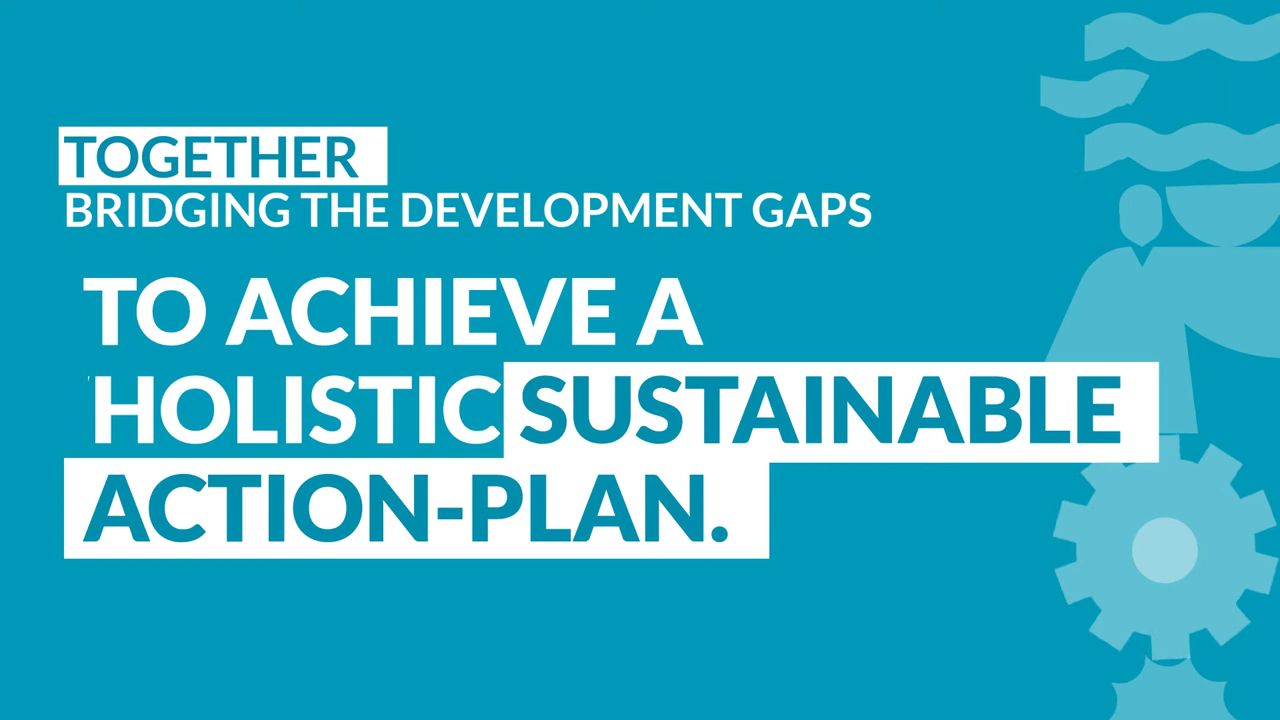 TOGETHER
BRIDGING THE DEVELOPMENT GAPS
TO ACHIEVE A
HOLISTIC SUSTAINABLE
ACTION-PLAN.